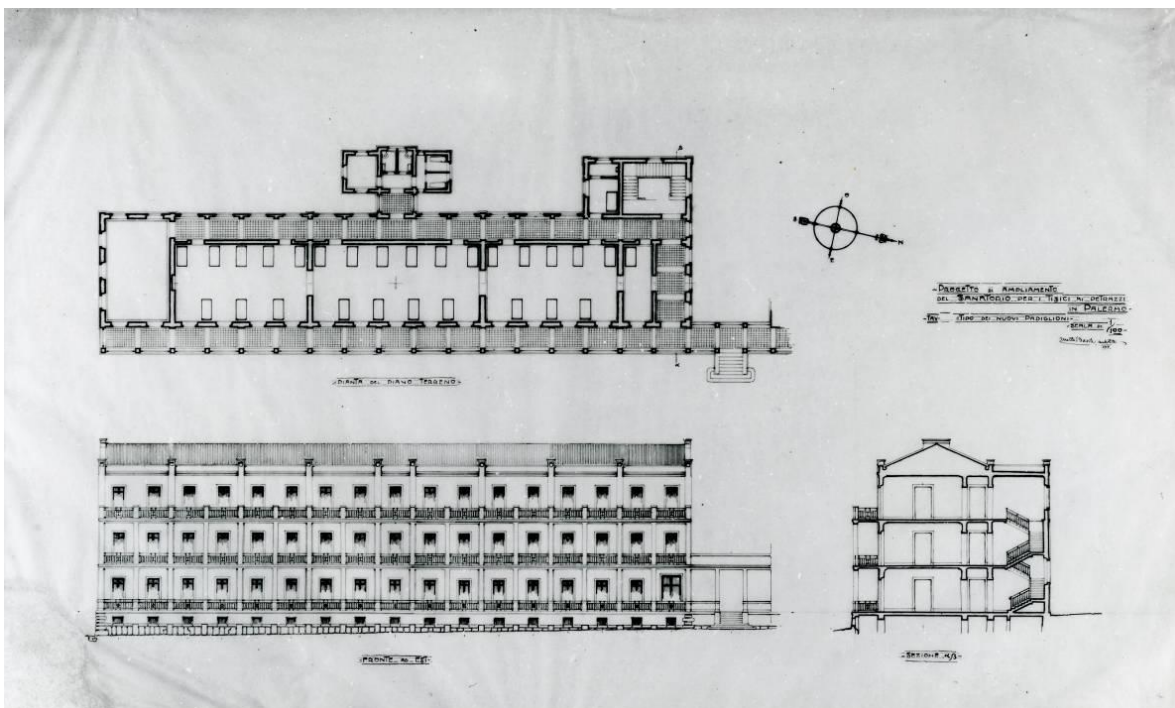 PROGETTO DI AMPLIAMENTO
DEL SANATORIO PER I TISICI AI PETRAZZI
IN PALERMO
TAV TIPO DEI NUOVI PADIGLIONI
SCALA DI 1/100
O
S
N
E
PIANTA DEL PIANO TERRENO
FRONTE AD EST
SEZIONE A/B